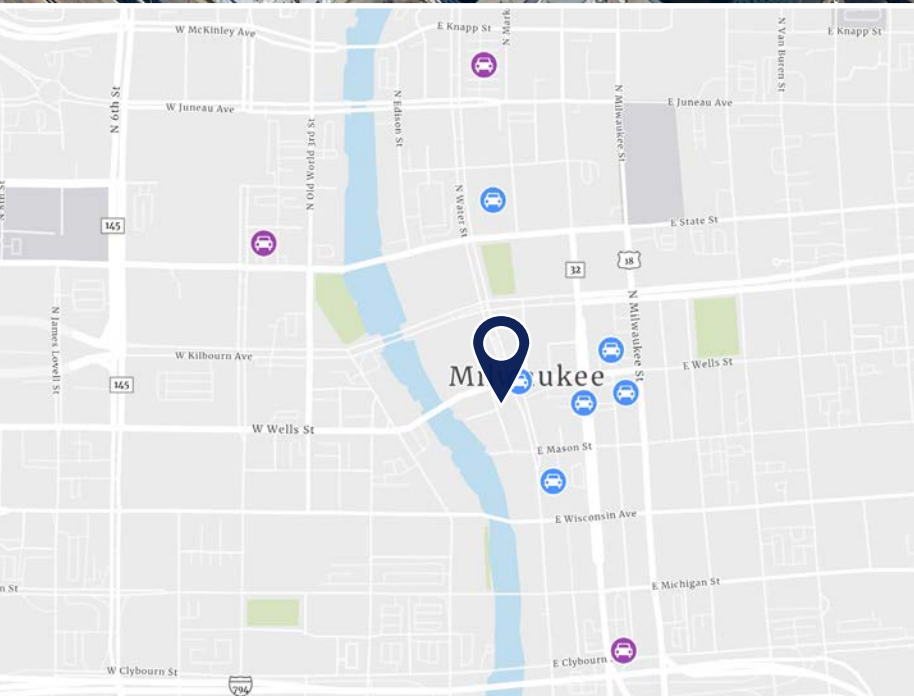 W McKinley Ave
E Knapp St
N Mark
N Van Buren St
E Knapp St
N 6th St
W Juneau Ave
N Old World 3rd St
N Edison St
N Milwaukee St
E Juneau Ave
N Water St
E State St
145
32
18
N James Lovell St
W Kilbourn Ave
N Milwaukee St
E Wells St
145
W Wells St
E Mason St
E Wisconsin Ave
n St
E Michigan St
W Clybourn St
E Clybourn
794